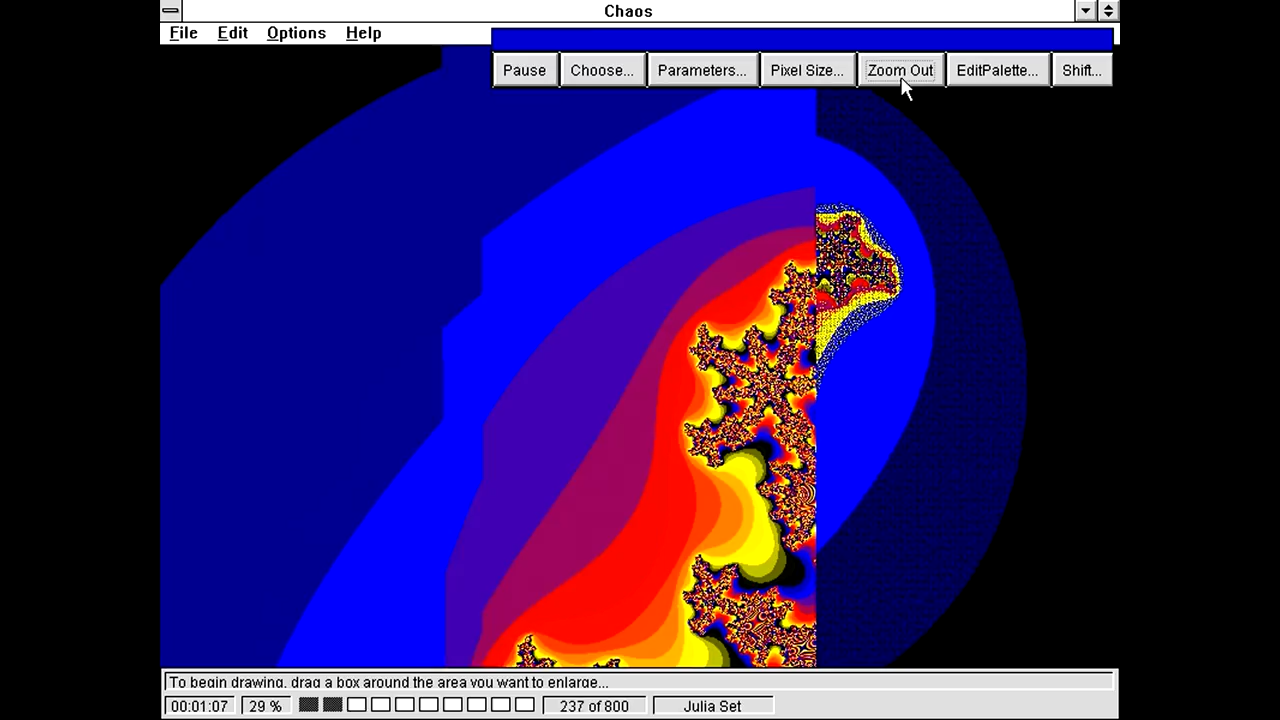 Chaos
File Edit Options Help
Pause Choose... Parameters... Pixel Size... Zoom Out EditPalette... Shift...
To begin drawing, drag a box around the area you want to enlarge...
00:01:07 29 % 237 of 800 Julia Set